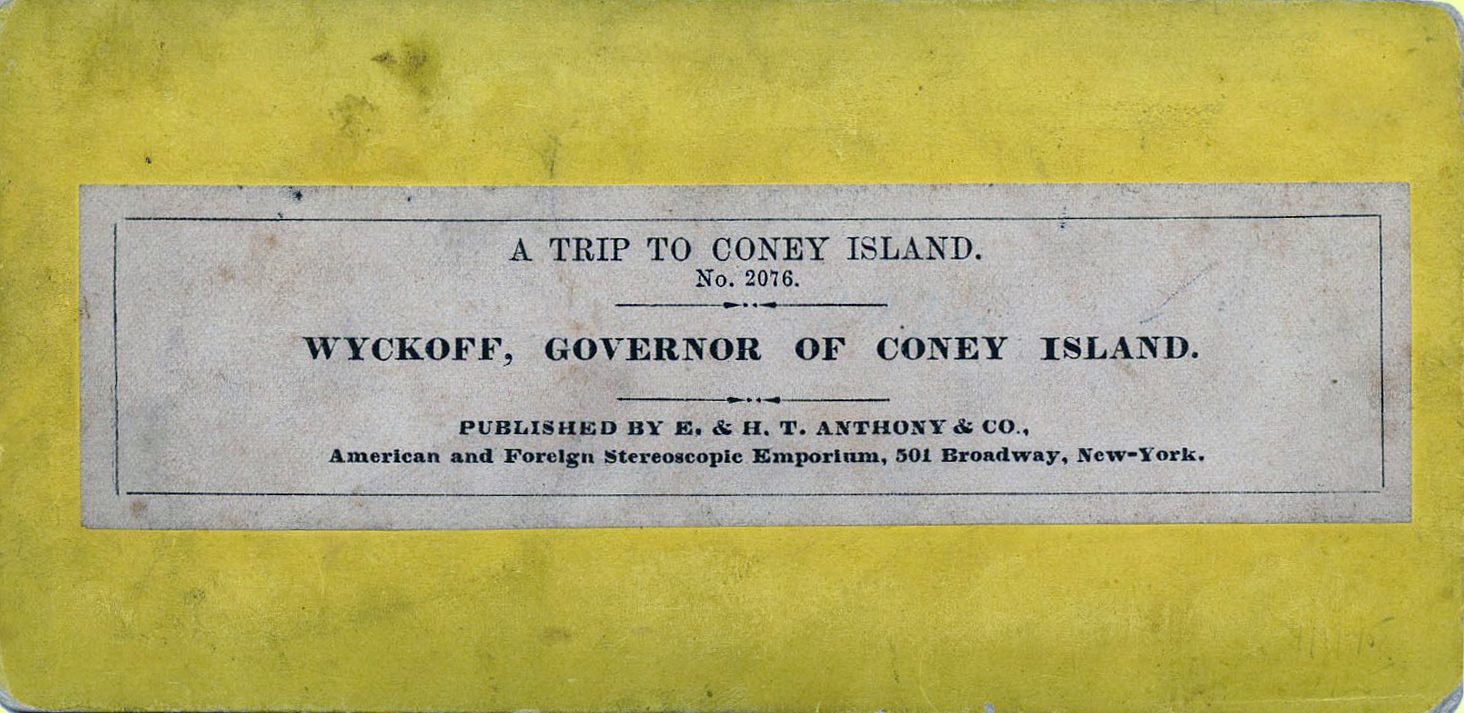 A TRIP TO CONEY ISLAND.
No. 2076.
WYCKOFF, GOVERNOR OF CONEY ISLAND.
PUBLISHED BY E. & H. T. ANTHONY & CO.,
American and Foreign Stereoscopic Emporium, 501 Broadway, New-York.